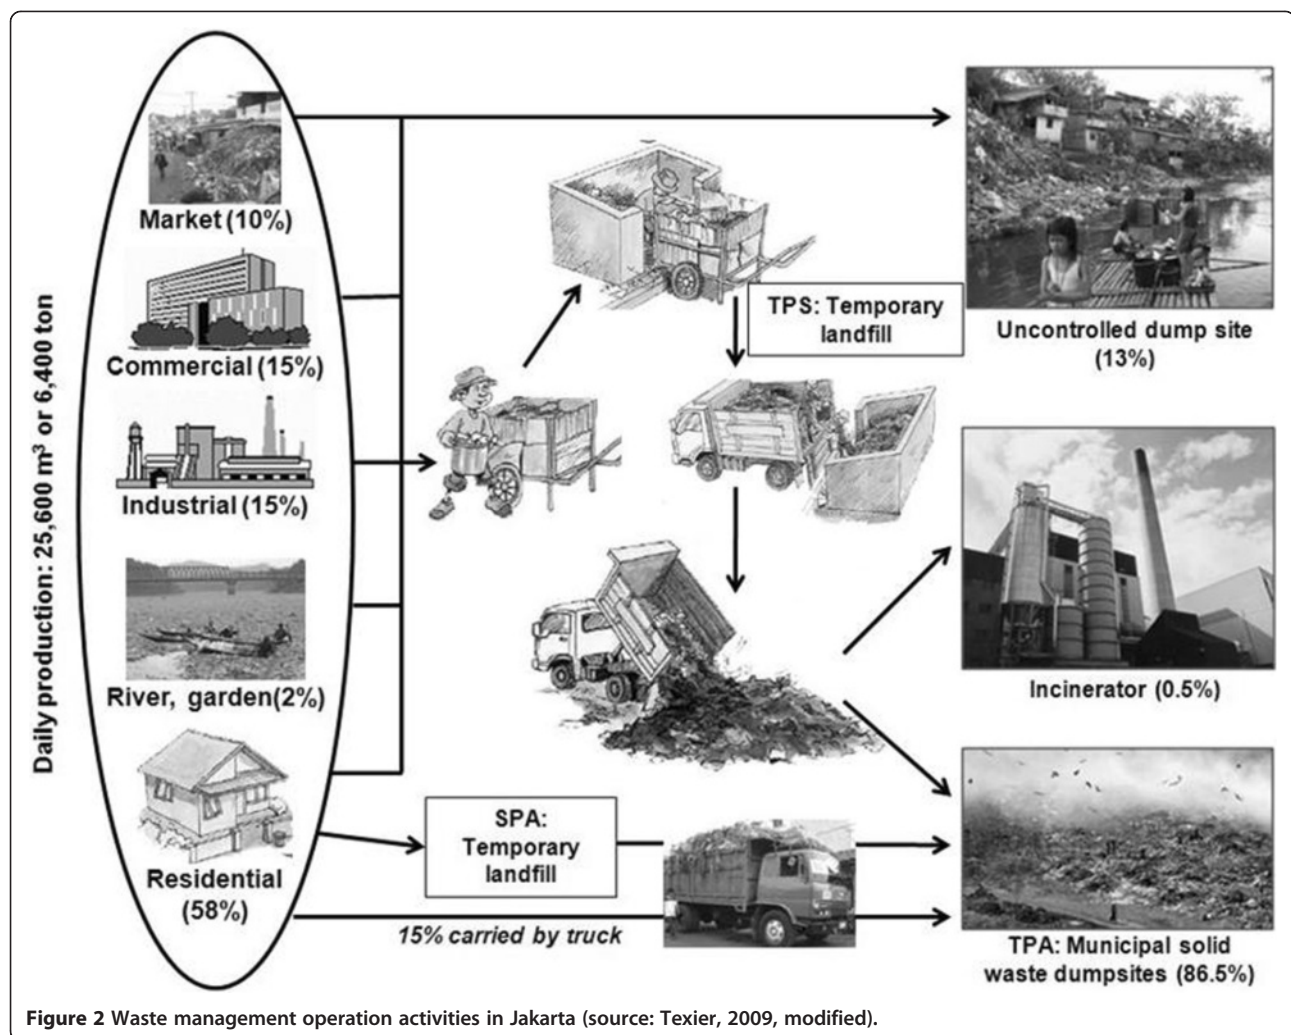 Daily production: 25,600 m³ or 6,400 ton
Market (10%)
Commercial (15%)
Industrial (15%)
River, garden(2%)
Residential
(58%)
TPS: Temporary
landfill
SPA:
Temporary
landfill
15% carried by truck
Uncontrolled dump site
(13%)
Incinerator (0.5%)
TPA: Municipal solid
waste dumpsites (86.5%)
Figure 2 Waste management operation activities in Jakarta (source: Texier, 2009, modified).